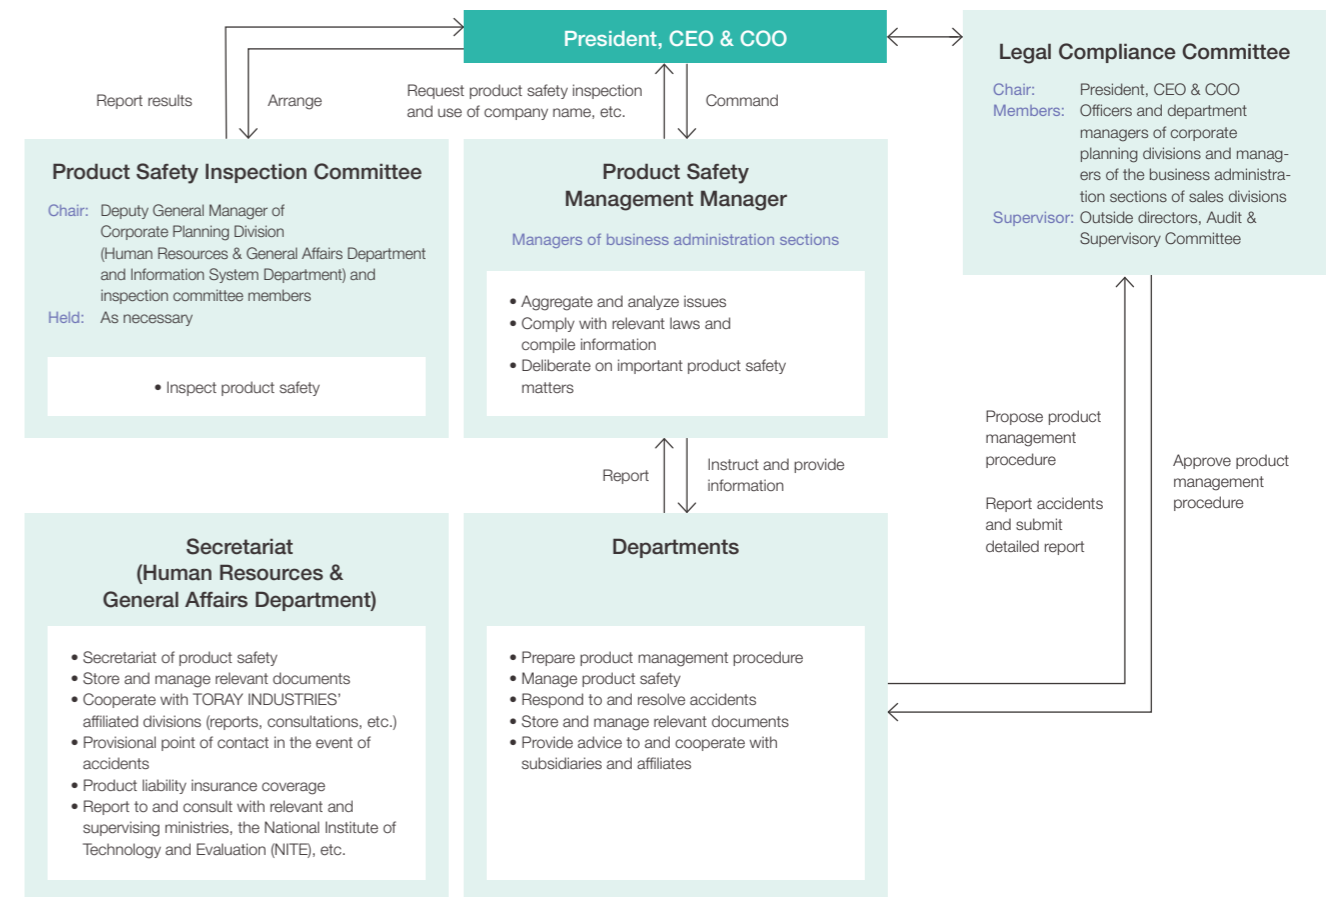 President, CEO & COO
Report results
Arrange
Request product safety inspection
and use of company name, etc.
Command
Legal Compliance Committee
Chair: President, CEO & COO
Members: Officers and department
managers of corporate
planning divisions and manag-
ers of the business administra-
tion sections of sales divisions
Supervisor: Outside directors, Audit &
Supervisory Committee
Product Safety Inspection Committee
Chair: Deputy General Manager of
Corporate Planning Division
(Human Resources & General Affairs Department
and Information System Department) and
inspection committee members
Held: As necessary
• Inspect product safety
Product Safety
Management Manager
Managers of business administration sections
• Aggregate and analyze issues
• Comply with relevant laws and
compile information
• Deliberate on important product safety
matters
Report
Instruct and provide
information
Propose product
management
procedure
Report accidents
and submit
detailed report
Approve product
management
procedure
Secretariat
(Human Resources &
General Affairs Department)
• Secretariat of product safety
• Store and manage relevant documents
• Cooperate with TORAY INDUSTRIES’
affiliated divisions (reports, consultations, etc.)
• Provisional point of contact in the event of
accidents
• Product liability insurance coverage
• Report to and consult with relevant and
supervising ministries, the National Institute of
Technology and Evaluation (NITE), etc.
Departments
• Prepare product management procedure
• Manage product safety
• Respond to and resolve accidents
• Store and manage relevant documents
• Provide advice to and cooperate with
subsidiaries and affiliates